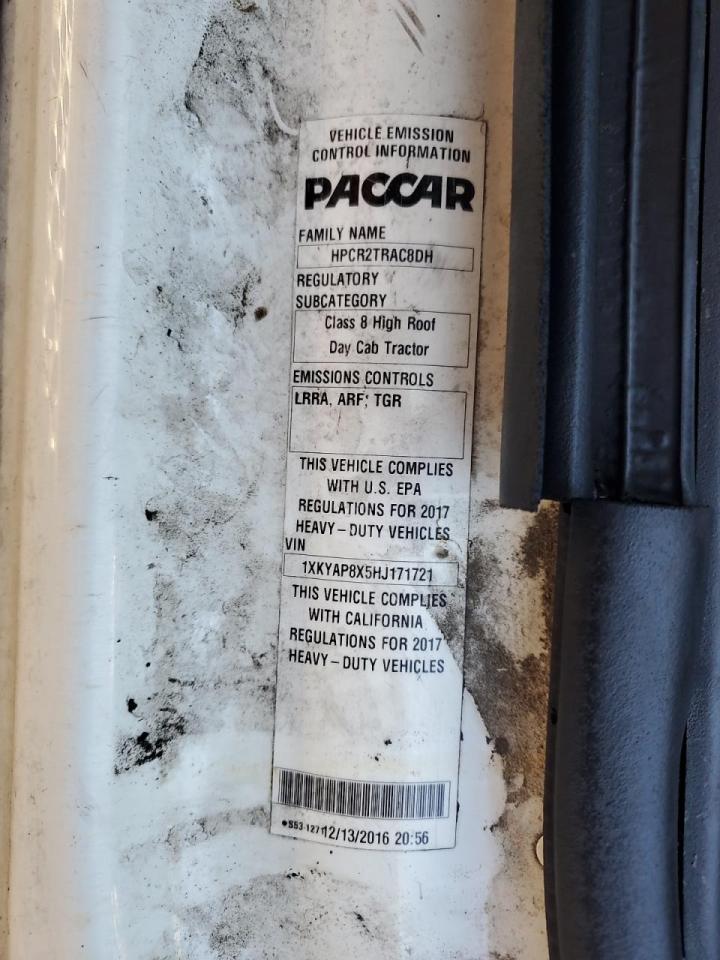 VEHICLE EMISSION
CONTROL INFORMATION
PACCAR
FAMILY NAME
HPCR2TRAC8DH
REGULATORY
SUBCATEGORY
Class 8 High Roof
Day Cab Tractor
EMISSIONS CONTROLS
LRRA, ARF, TGR
THIS VEHICLE COMPLIES
WITH U.S. EPA
REGULATIONS FOR 2017
HEAVY-DUTY VEHICLES
VIN
1XKYAP8X5HJ171721
THIS VEHICLE COMPLIES
WITH CALIFORNIA
REGULATIONS FOR 2017
HEAVY-DUTY VEHICLES
12/13/2016 20:56